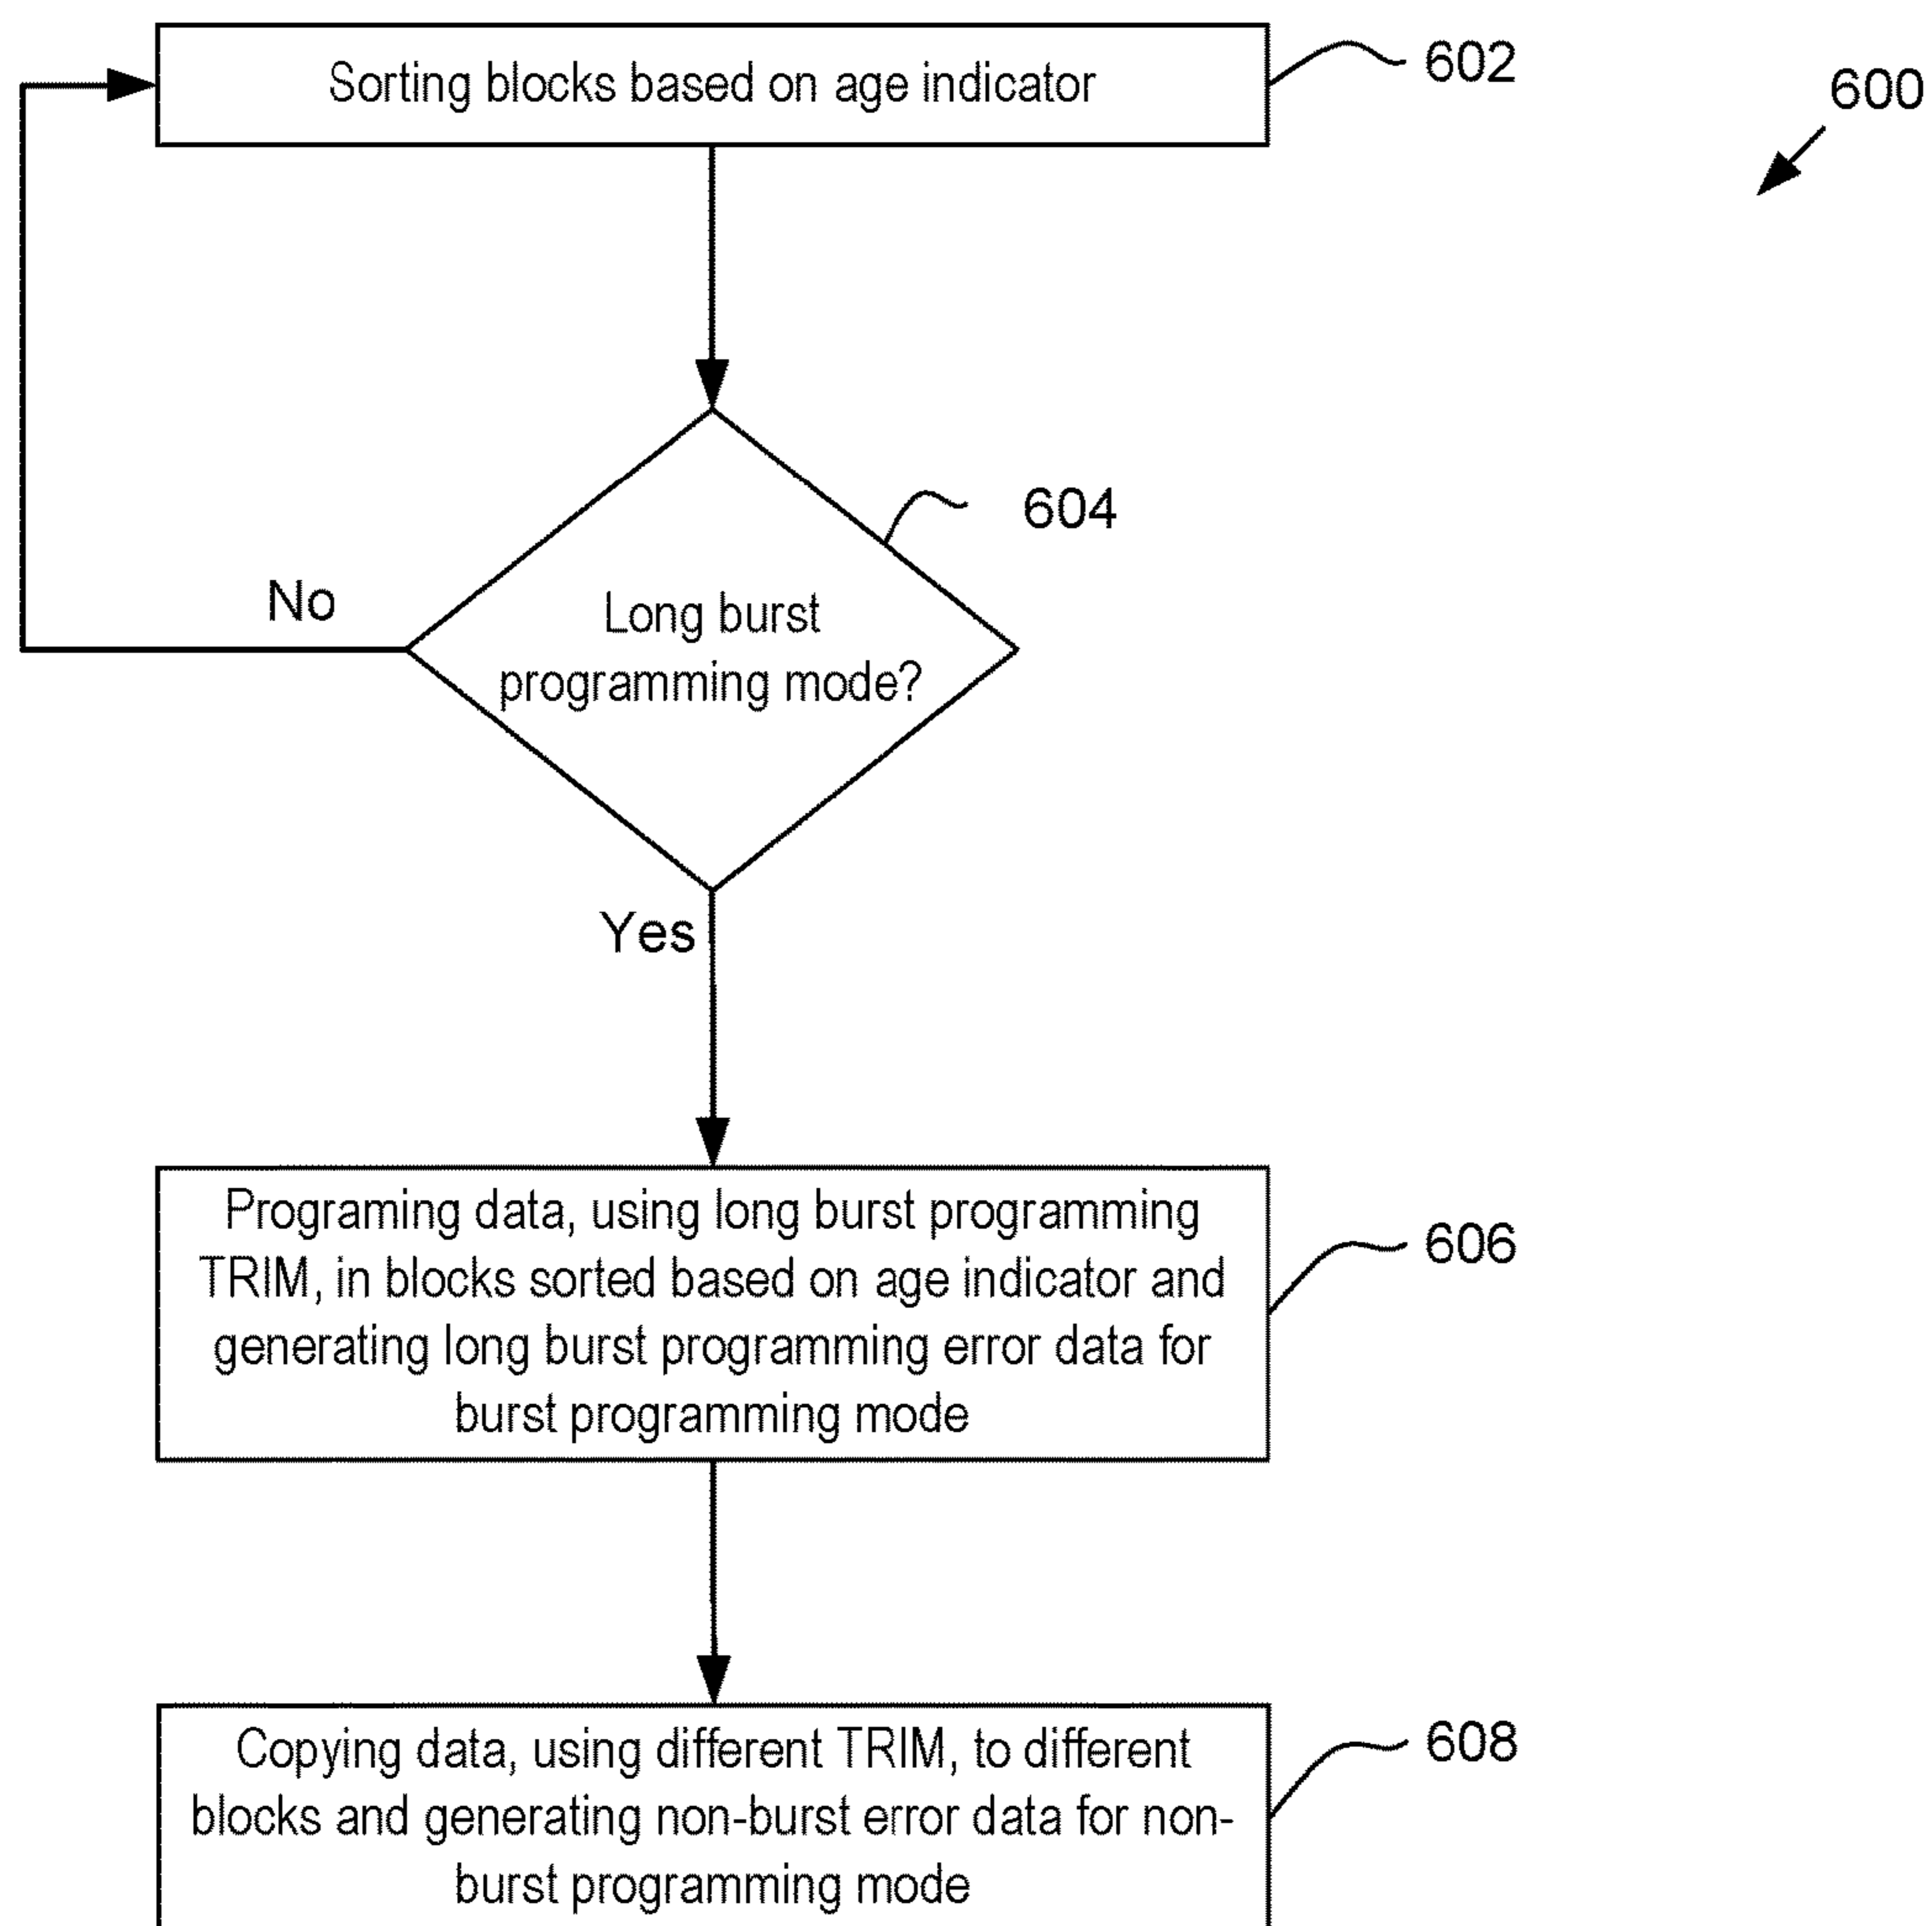 Sorting blocks based on age indicator
602
600
604
No
Long burst
programming mode?
Yes
Programing data, using long burst programming
TRIM, in blocks sorted based on age indicator and
generating long burst programming error data for
burst programming mode
606
Copying data, using different TRIM, to different
blocks and generating non-burst error data for non-
burst programming mode
608